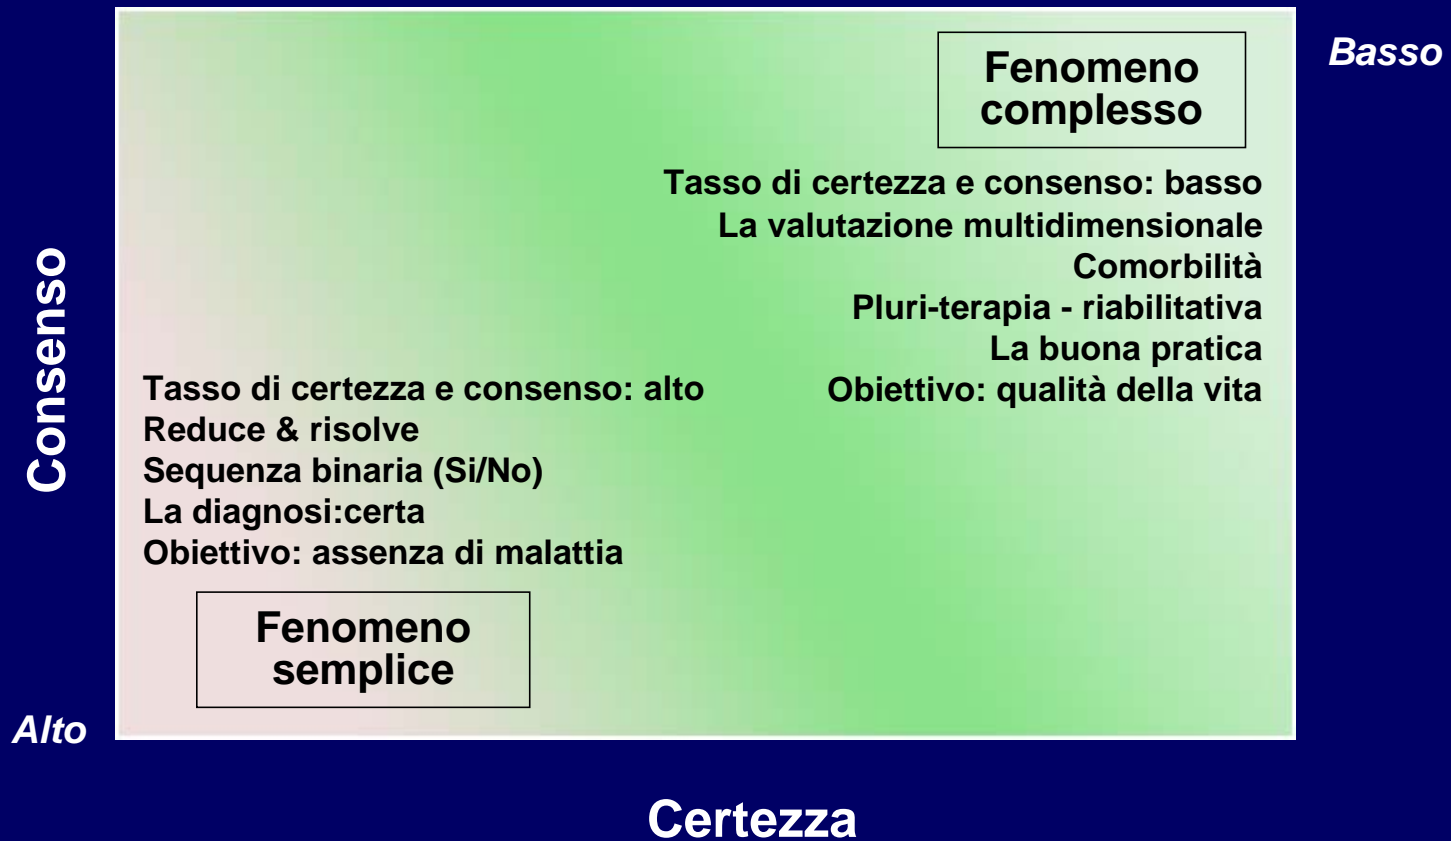 Fenomeno
complesso
Basso
Tasso di certezza e consenso: basso
La valutazione multidimensionale
Comorbilità
Pluri-terapia - riabilitativa
La buona pratica
Obiettivo: qualità della vita
Consenso
Tasso di certezza e consenso: alto
Reduce & risolve
Sequenza binaria (Si/No)
La diagnosi:certa
Obiettivo: assenza di malattia
Fenomeno
semplice
Alto
Certezza